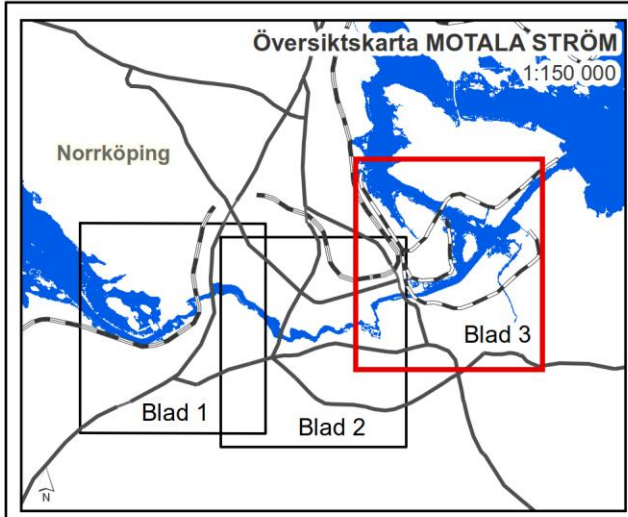 Översiktskarta MOTALA STRÖM
1:150 000
Norrköping
Blad 3
Blad 1
Blad 2
N